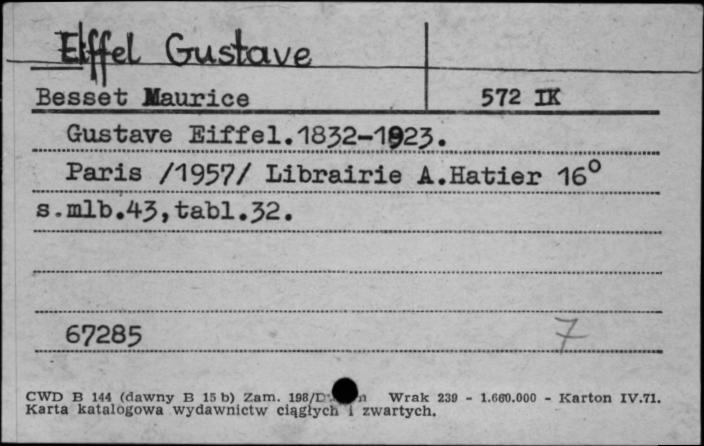 Eiffel Gustave
Besset Maurice 572 IK
Gustave Eiffel.1832-1923.
Paris /1957/ Librairie A.Hatier 16°
s.mlb.43,tabl.32.
67285 7
CWD B 144 (dawny B 15 b) Zam. 198/D Wrak 239 - 1.660.000 - Karton IV.71.
Karta katalogowa wydawnictw ciągłych i zwartych.